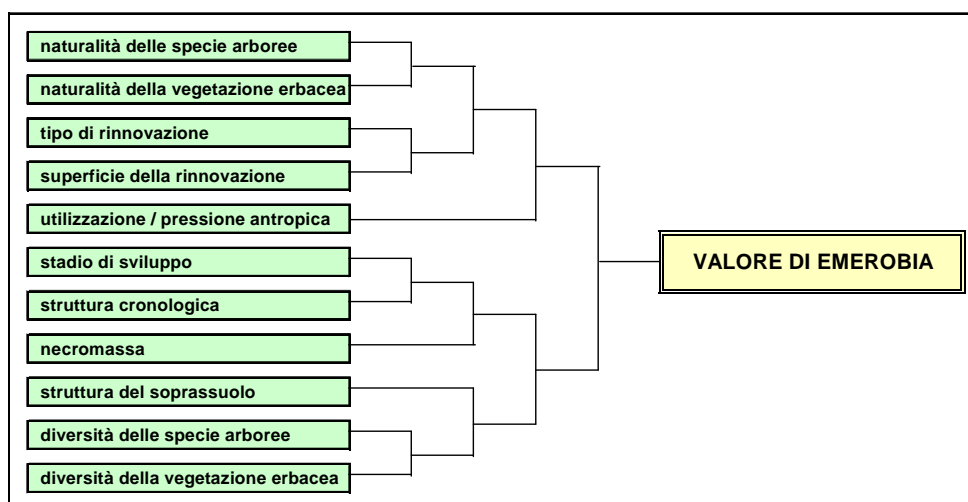 naturalità delle specie arboree
naturalità della vegetazione erbacea
tipo di rinnovazione
superficie della rinnovazione
utilizzazione / pressione antropica
stadio di sviluppo
struttura cronologica
necromassa
struttura del soprassuolo
diversità delle specie arboree
diversità della vegetazione erbacea
VALORE DI EMEROBIA